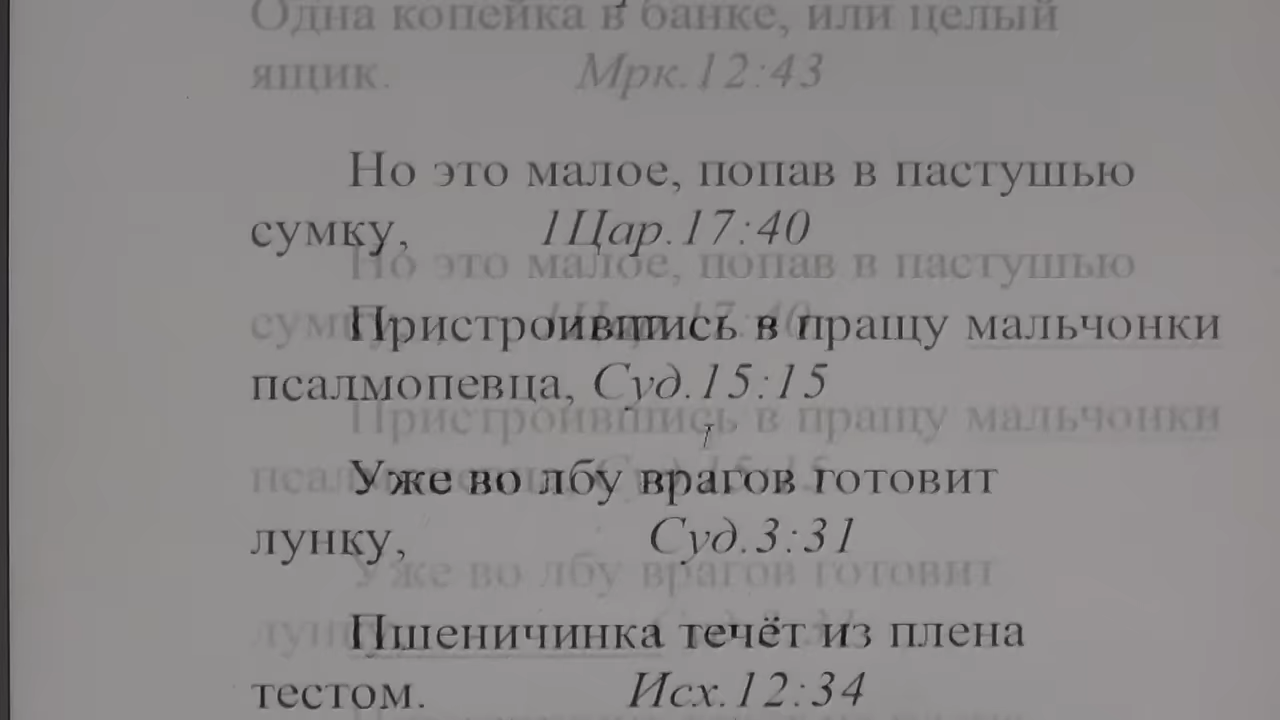 Одна копейка в банке, или целый
ящик. Мрк.12:43
Но это малое, попав в пастушью
сумку, 1Цар.17:40
Пристроившись в пращу мальчонки
псалмопевца, Суд.15:15
Уже во лбу врагов готовит
лунку, Суд.3:31
Пшеничинка течёт из плена
тестом. Исх.12:34